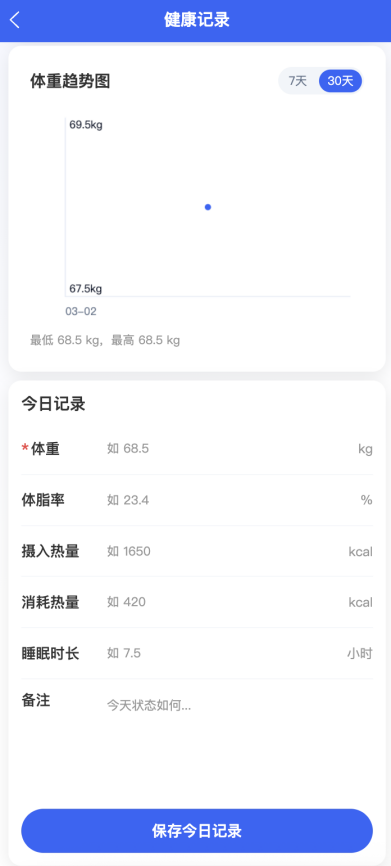 健康记录
体重趋势图
7天 30天
69.5kg
67.5kg
03-02
最低 68.5 kg，最高 68.5 kg
今日记录
*体重 如 68.5 kg
体脂率 如 23.4 %
摄入热量 如 1650 kcal
消耗热量 如 420 kcal
睡眠时长 如 7.5 小时
备注 今天状态如何...
保存今日记录